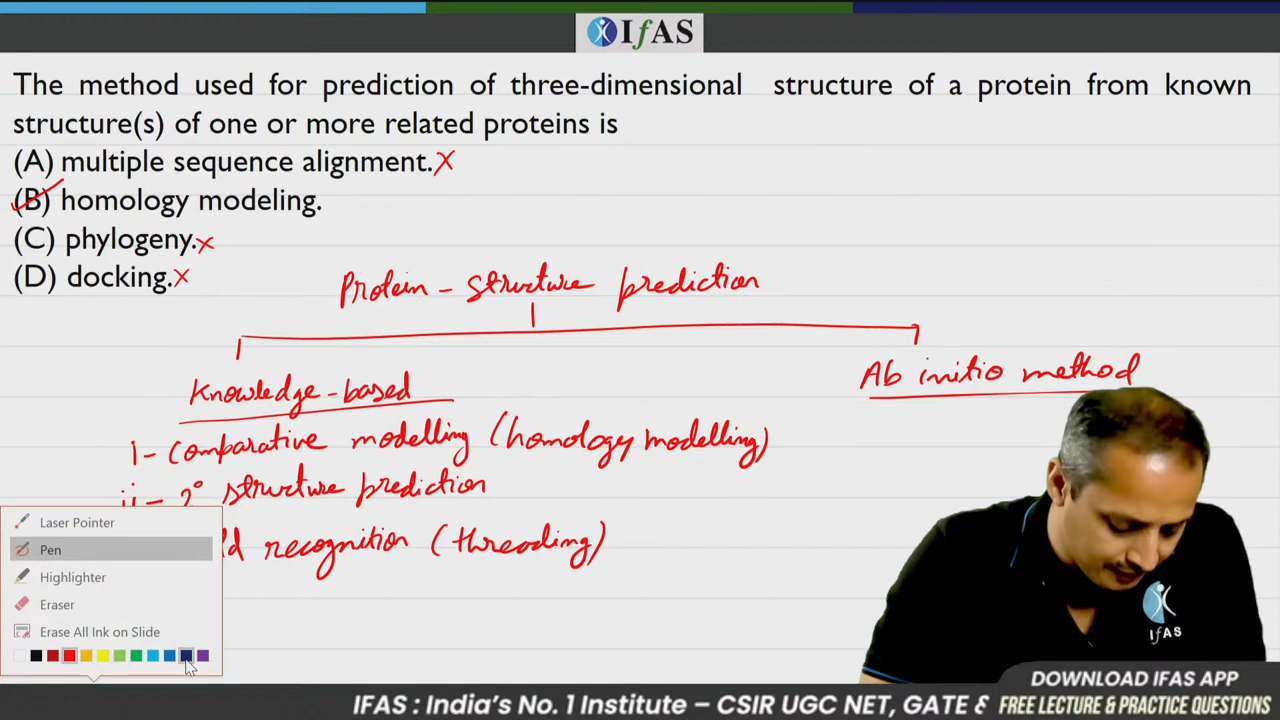 IfAS
The method used for prediction of three-dimensional structure of a protein from known
structure(s) of one or more related proteins is
(A) multiple sequence alignment. X
(B) homology modeling.
(C) phylogeny. x
(D) docking. x
Protein - structure prediction
Knowledge-based
Ab initio method
i - Comparative modelling (homology modelling)
ii - 2° structure prediction
ld recognition (threading)
Laser Pointer
Pen
Highlighter
Eraser
Erase All Ink on Slide
IfAS
DOWNLOAD IFAS APP
IFAS : India's No. 1 Institute – CSIR UGC NET, GATE &
FREE LECTURE & PRACTICE QUESTIONS